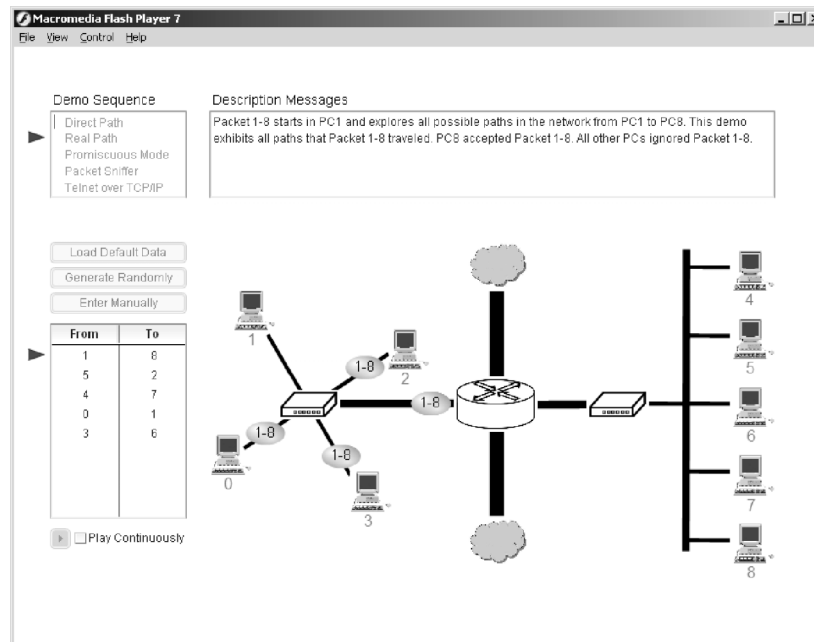 Macromedia Flash Player 7
File View Control Help
Demo Sequence
Direct Path
Real Path
Promiscuous Mode
Packet Sniffer
Telnet over TCP/IP
Description Messages
Packet 1-8 starts in PC1 and explores all possible paths in the network from PC1 to PC8. This demo
exhibits all paths that Packet 1-8 traveled. PC8 accepted Packet 1-8. All other PCs ignored Packet 1-8.
Load Default Data
Generate Randomly
Enter Manually
From To
1 8
5 2
4 7
0 1
3 6
Play Continuously
1
2
1-8
1-8
1-8
1-8
0
3
4
5
6
7
8